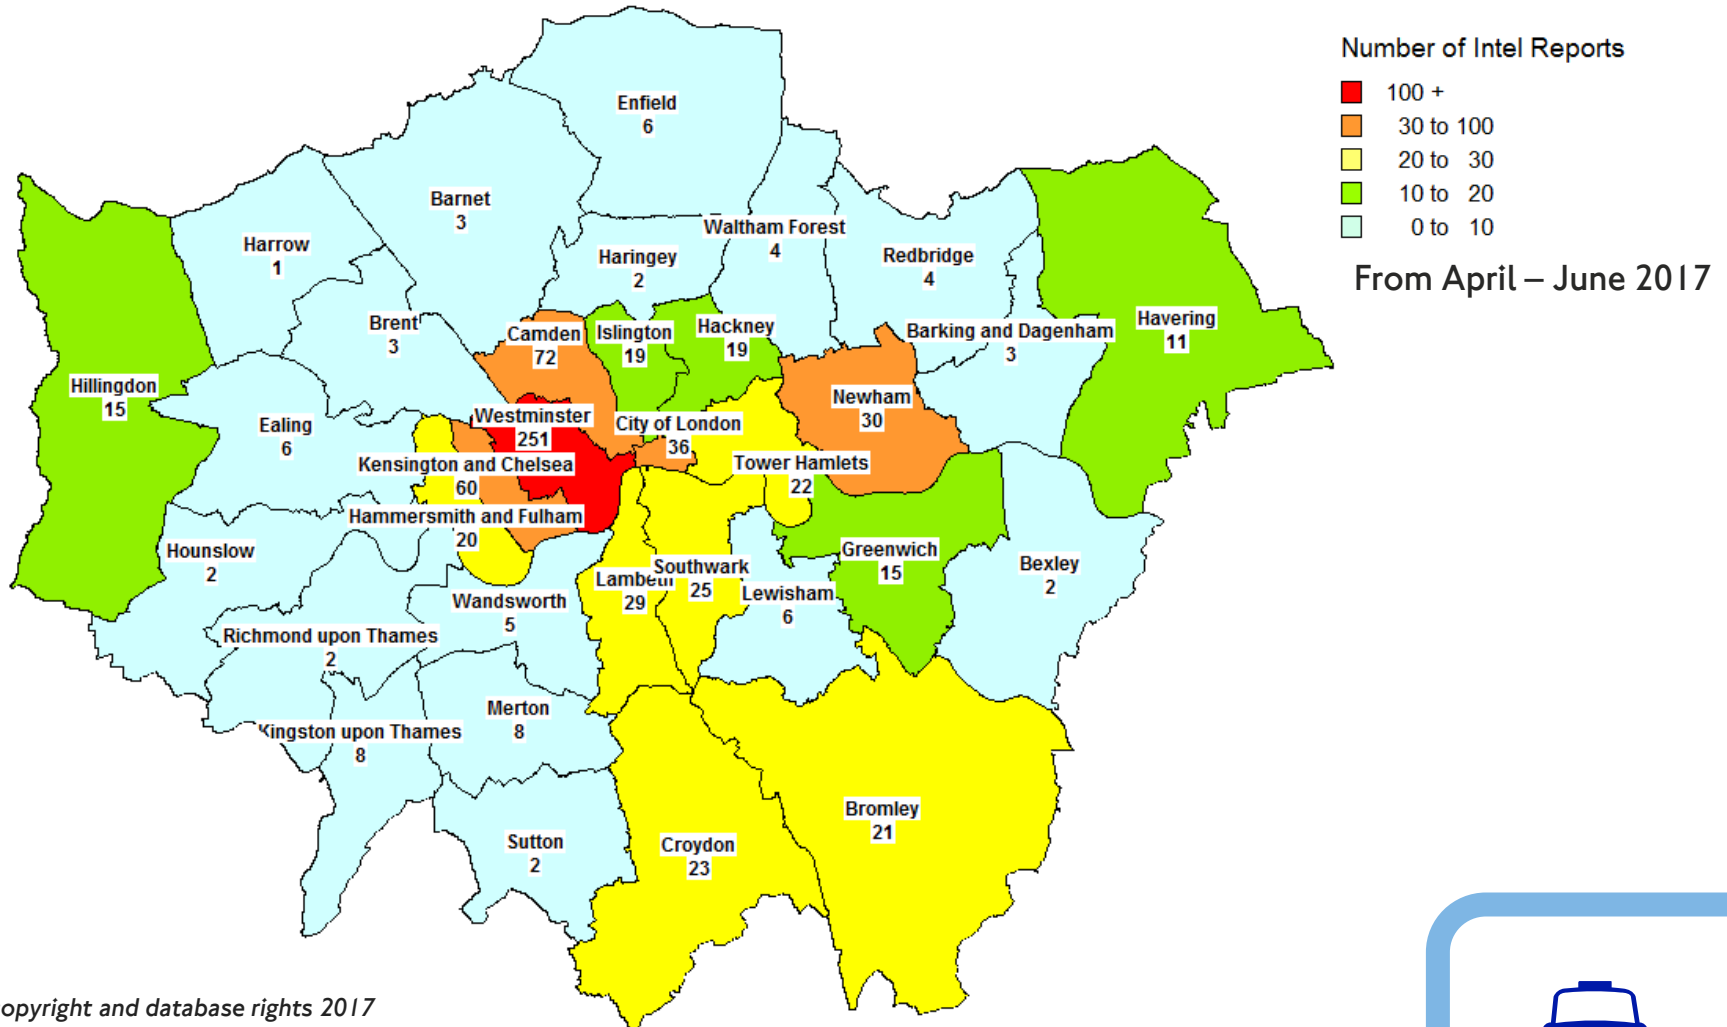 Number of Intel Reports
100 +
30 to 100
20 to 30
10 to 20
0 to 10
From April – June 2017
Enfield
6
Barnet
3
Harrow
1
Waltham Forest
4
Haringey
2
Redbridge
4
Brent
3
Camden
72
Islington
19
Hackney
19
Barking and Dagenham
3
Havering
11
Hillingdon
15
Ealing
6
Westminster
251
City of London
36
Newham
30
Kensington and Chelsea
60
Tower Hamlets
22
Hammersmith and Fulham
20
Hounslow
2
Greenwich
15
Bexley
2
Lambeth
29
Southwark
25
Lewisham
6
Wandsworth
5
Richmond upon Thames
2
Merton
8
Kingston upon Thames
8
Sutton
2
Croydon
23
Bromley
21
opyright and database rights 2017